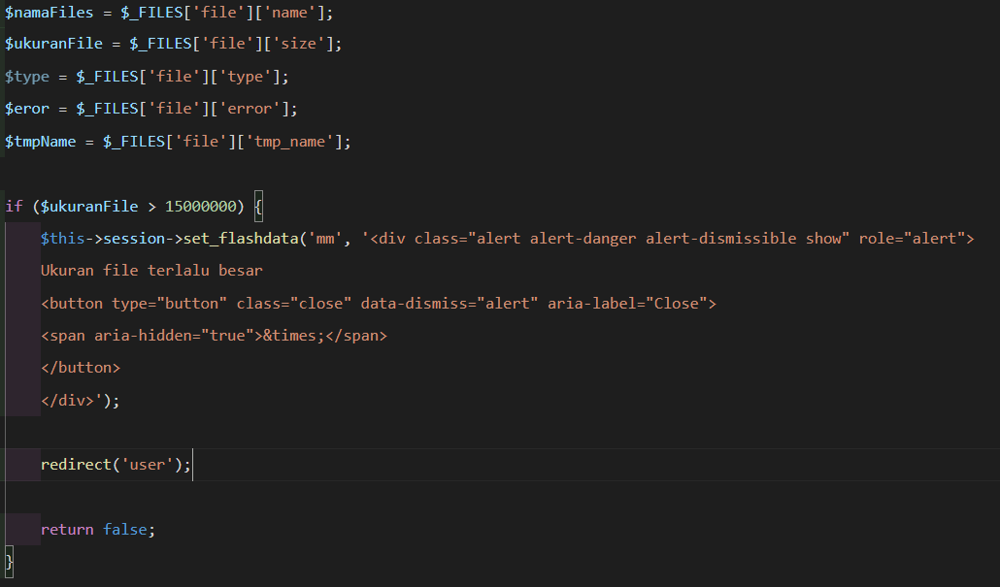 $namaFiles = $_FILES['file']['name'];
$ukuranFile = $_FILES['file']['size'];
$type = $_FILES['file']['type'];
$eror = $_FILES['file']['error'];
$tmpName = $_FILES['file']['tmp_name'];
if ($ukuranFile > 15000000) {
$this->session->set_flashdata('mm', '<div class="alert alert-danger alert-dismissible show" role="alert">
Ukuran file terlalu besar
<button type="button" class="close" data-dismiss="alert" aria-label="Close">
<span aria-hidden="true">&times;</span>
</button>
</div>');
redirect('user');
return false;
}